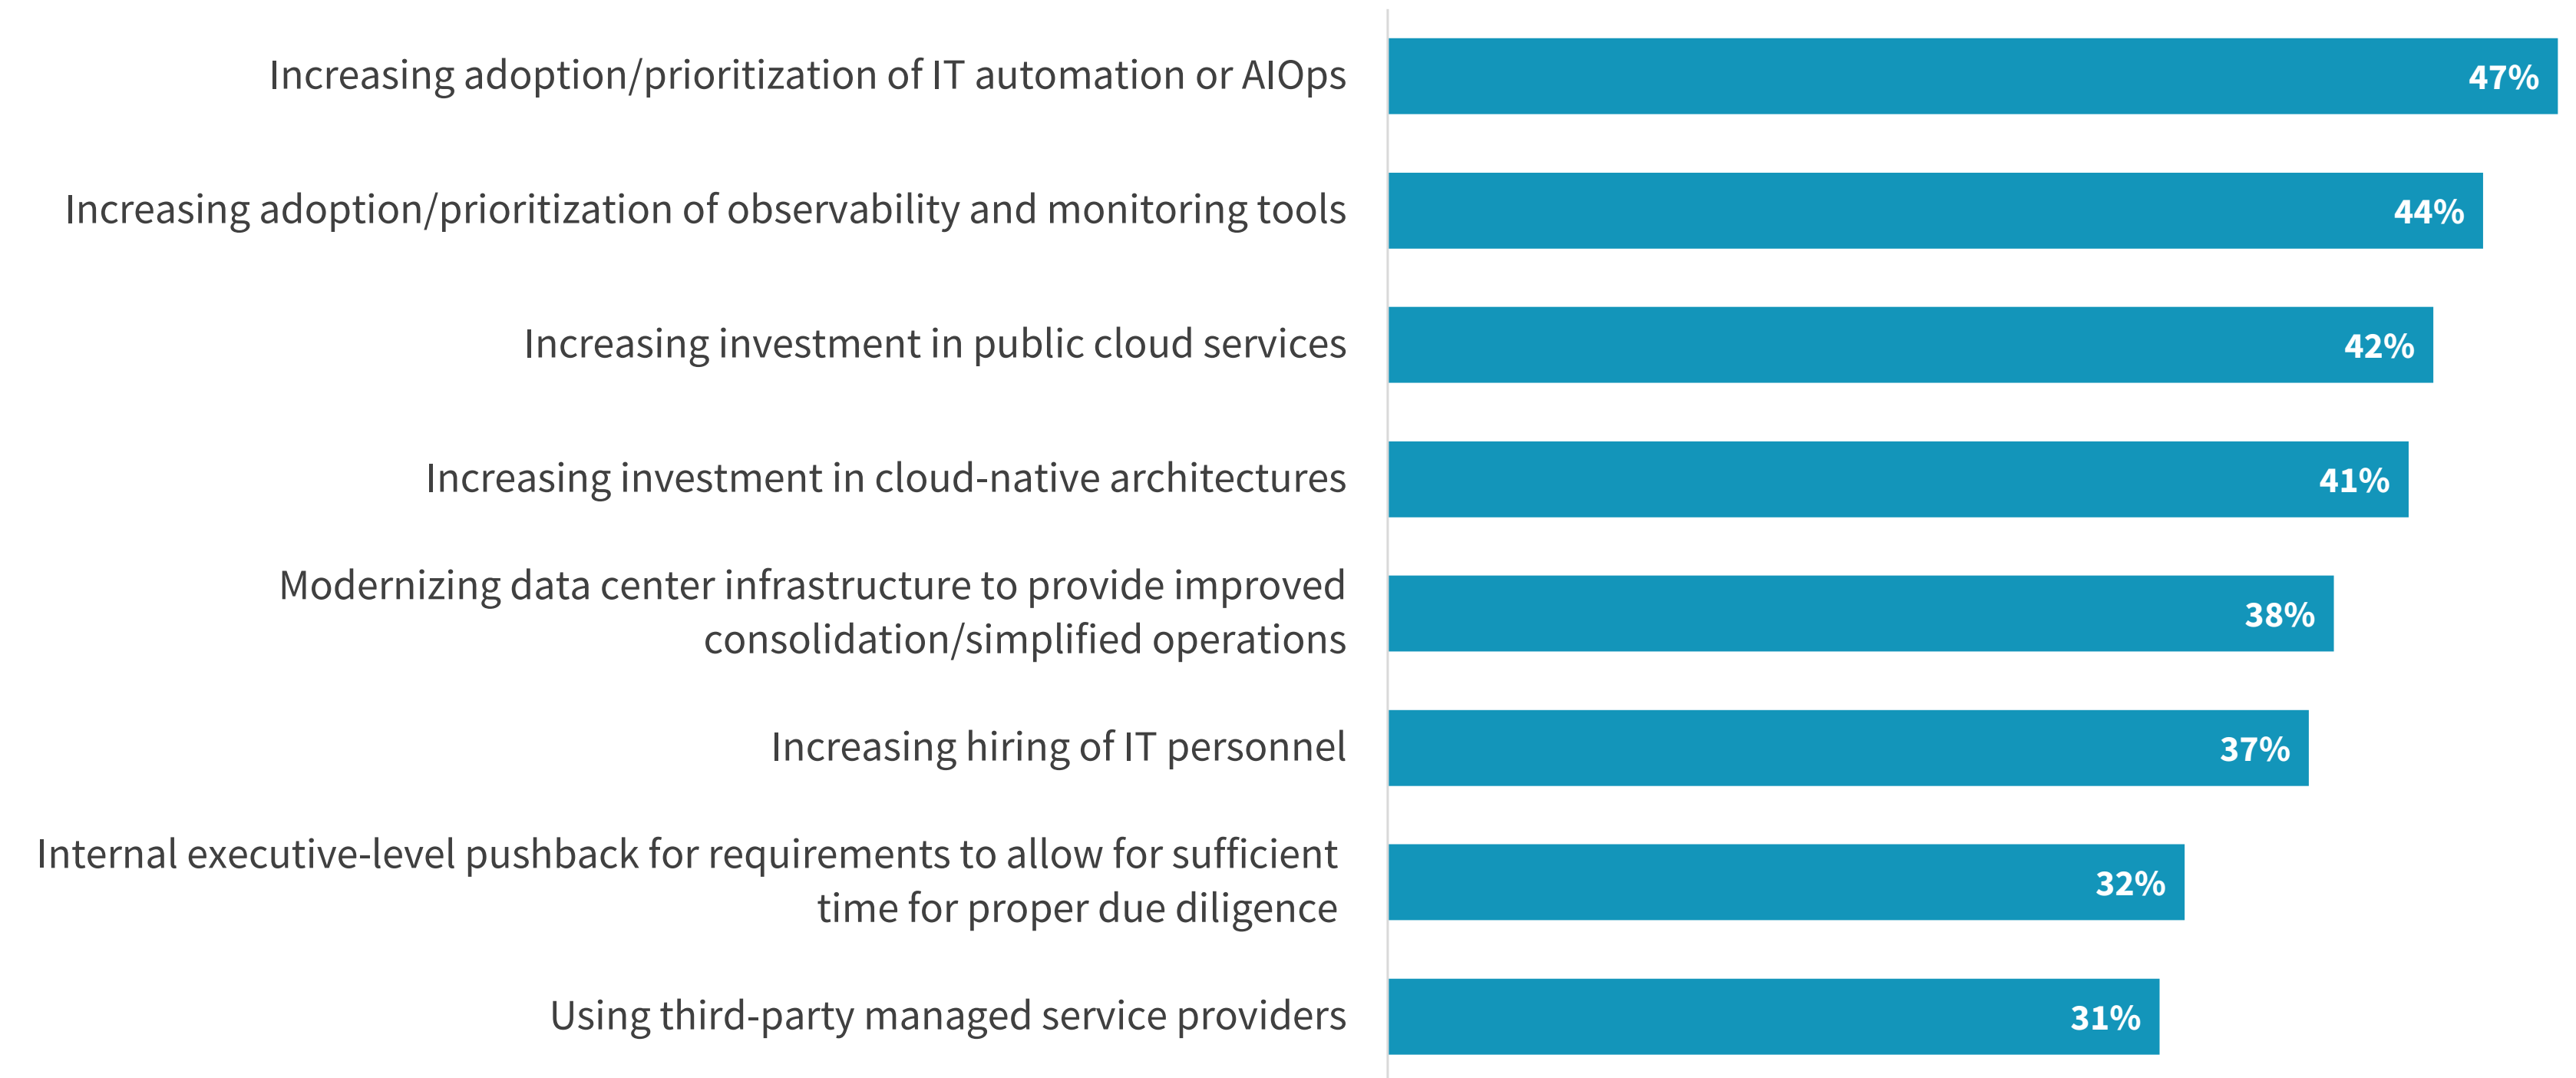 Increasing adoption/prioritization of IT automation or AIOps
47%
Increasing adoption/prioritization of observability and monitoring tools
44%
Increasing investment in public cloud services
42%
Increasing investment in cloud-native architectures
41%
Modernizing data center infrastructure to provide improved
consolidation/simplified operations
38%
Increasing hiring of IT personnel
37%
Internal executive-level pushback for requirements to allow for sufficient
time for proper due diligence
32%
Using third-party managed service providers
31%